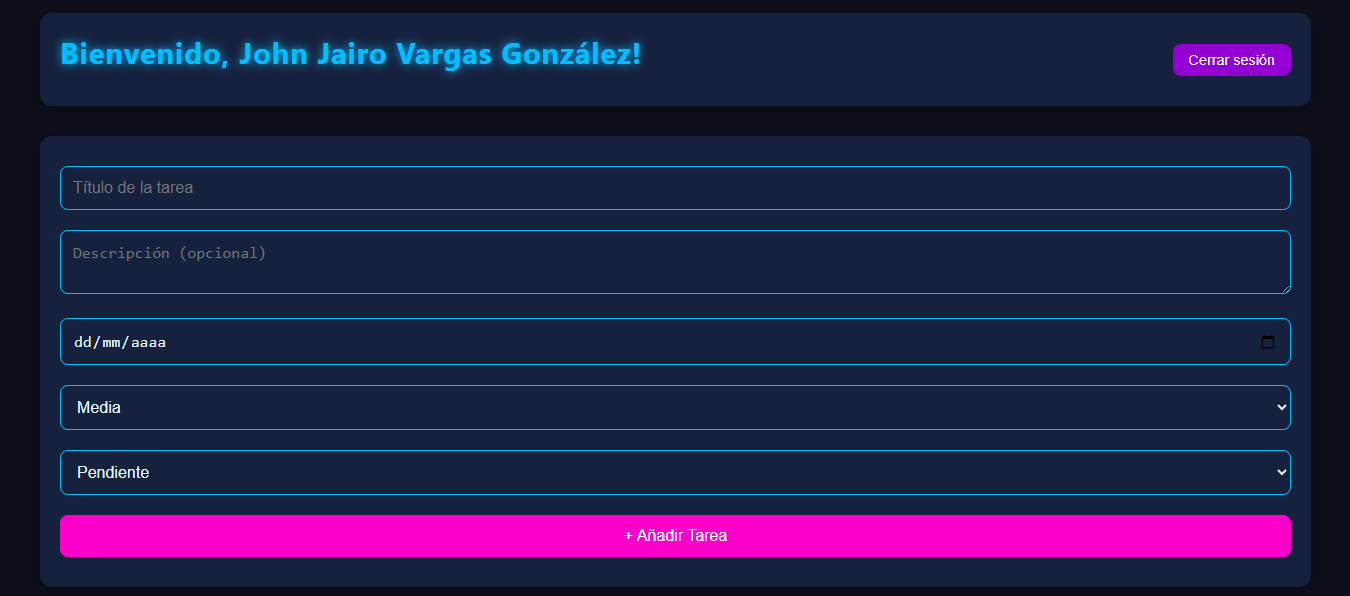 Bienvenido, John Jairo Vargas González!
Cerrar sesión
Título de la tarea
Descripción (opcional)
dd/mm/aaaa
Media
Pendiente
+ Añadir Tarea